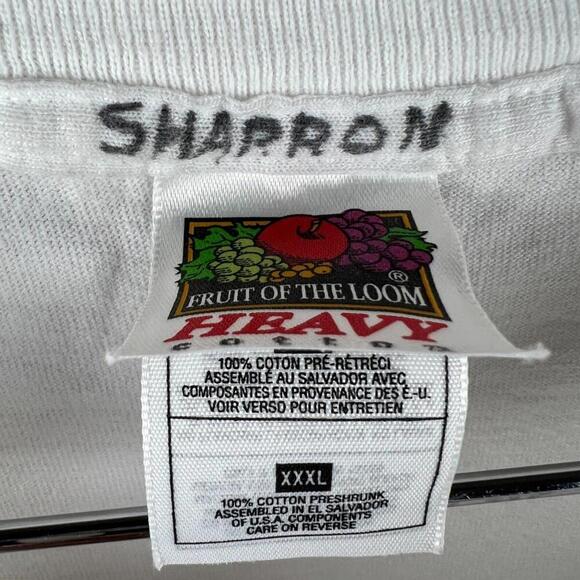 SHARRON
FRUIT OF THE LOOM
®
HEAVY
cotton
100% COTON PRÉ-RÉTRÉCI
ASSEMBLÉ AU SALVADOR AVEC
COMPOSANTES EN PROVENANCE DES É.-U.
VOIR VERSO POUR ENTRETIEN
XXXL
100% COTTON PRESHRUNK
ASSEMBLED IN EL SALVADOR
OF U.S.A. COMPONENTS
CARE ON REVERSE